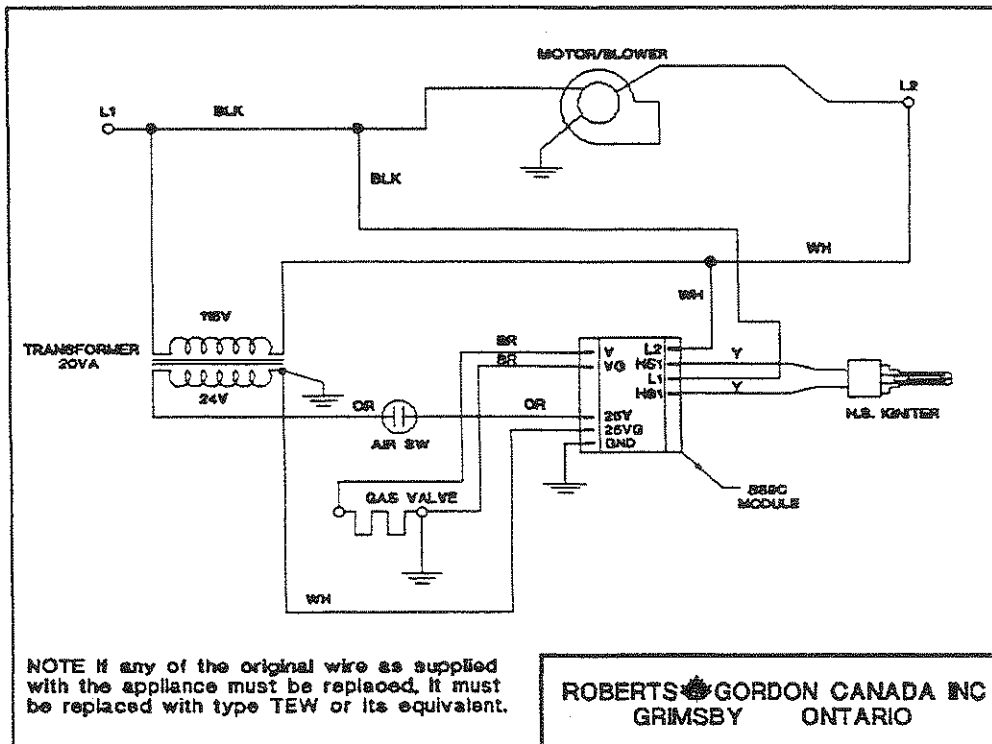 MOTOR/BLOWER
L1
BLK
L2
BLK
WH
WH
115V
TRANSFORMER
20VA
24V
BR
BR
V
VG
L2
HS1
L1
HS1
Y
Y
H.S. IGNITER
OR
OR
AIR SW
25V
25VG
GND
GAS VALVE
S89C
MODULE
WH
NOTE If any of the original wire as supplied
with the appliance must be replaced, it must
be replaced with type TEW or its equivalent.
ROBERTS GORDON CANADA INC
GRIMSBY ONTARIO